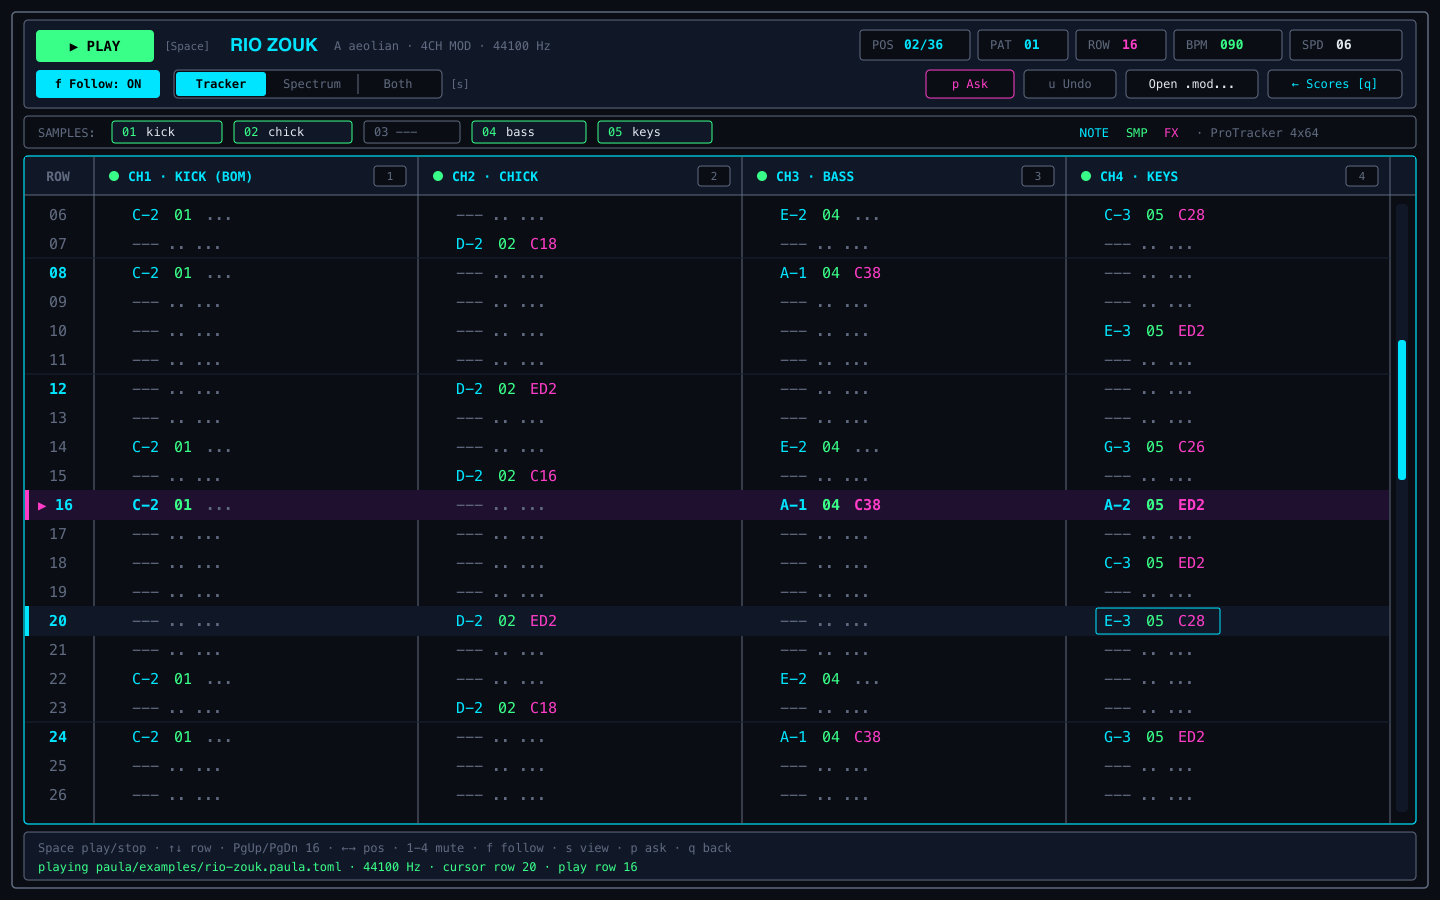 ▶ PLAY [Space] RIO ZOUK A aeolian · 4CH MOD · 44100 Hz POS 02/36 PAT 01 ROW 16 BPM 090 SPD 06
f Follow: ON Tracker Spectrum Both [s] p Ask u Undo Open .mod... ← Scores [q]
SAMPLES: 01 kick 02 chick 03 --- 04 bass 05 keys NOTE SMP FX · ProTracker 4x64
ROW CH1 · KICK (BOM) 1 CH2 · CHICK 2 CH3 · BASS 3 CH4 · KEYS 4
06 C-2 01 ... --- .. ... E-2 04 ... C-3 05 C28
07 --- .. ... D-2 02 C18 --- .. ... --- .. ...
08 C-2 01 ... --- .. ... A-1 04 C38 --- .. ...
09 --- .. ... --- .. ... --- .. ... --- .. ...
10 --- .. ... --- .. ... --- .. ... E-3 05 ED2
11 --- .. ... --- .. ... --- .. ... --- .. ...
12 --- .. ... D-2 02 ED2 --- .. ... --- .. ...
13 --- .. ... --- .. ... --- .. ... --- .. ...
14 C-2 01 ... --- .. ... E-2 04 ... G-3 05 C26
15 --- .. ... D-2 02 C16 --- .. ... --- .. ...
▶ 16 C-2 01 ... --- .. ... A-1 04 C38 A-2 05 ED2
17 --- .. ... --- .. ... --- .. ... --- .. ...
18 --- .. ... --- .. ... --- .. ... C-3 05 ED2
19 --- .. ... --- .. ... --- .. ... --- .. ...
20 --- .. ... D-2 02 ED2 --- .. ... E-3 05 C28
21 --- .. ... --- .. ... --- .. ... --- .. ...
22 C-2 01 ... --- .. ... E-2 04 ... --- .. ...
23 --- .. ... D-2 02 C18 --- .. ... --- .. ...
24 C-2 01 ... --- .. ... A-1 04 C38 G-3 05 ED2
25 --- .. ... --- .. ... --- .. ... --- .. ...
26 --- .. ... --- .. ... --- .. ... --- .. ...
Space play/stop · ↑↓ row · PgUp/PgDn 16 · ←→ pos · 1-4 mute · f follow · s view · p ask · q back
playing paula/examples/rio-zouk.paula.toml · 44100 Hz · cursor row 20 · play row 16